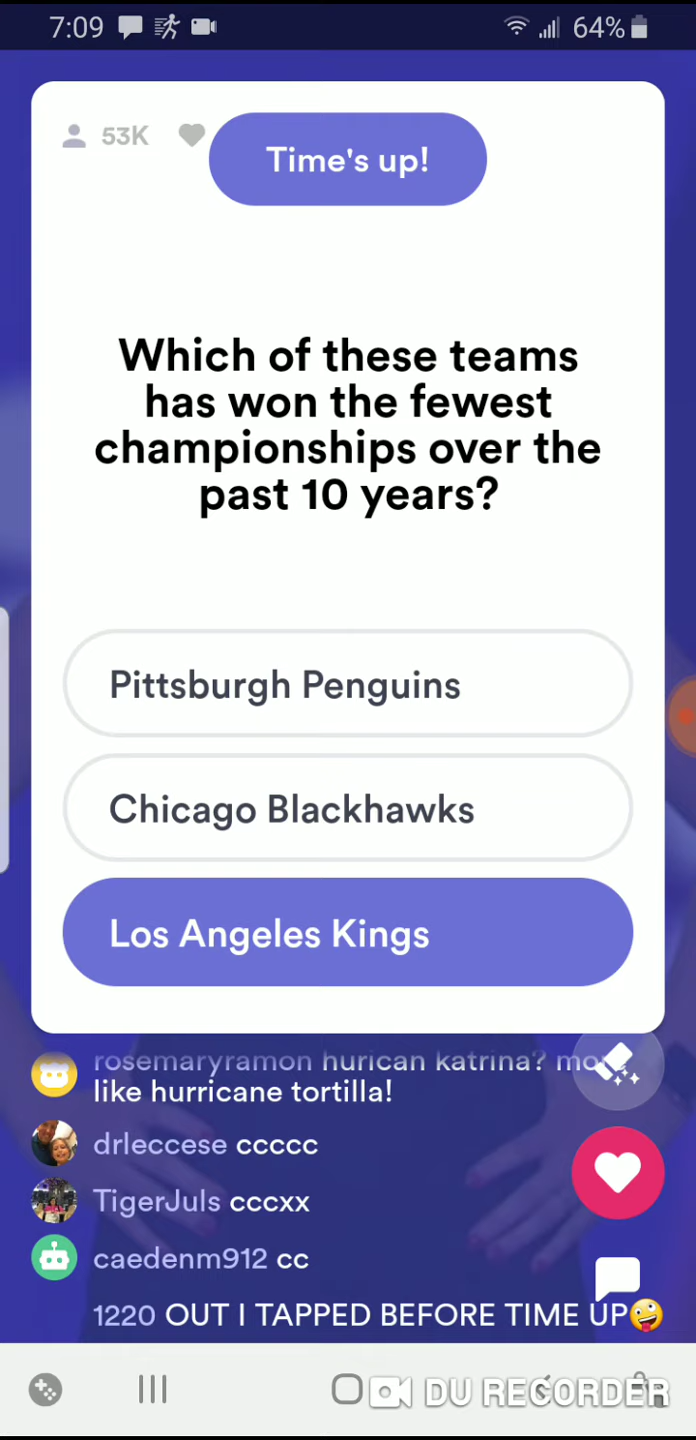 7:09 64%
53K
Time's up!
Which of these teams
has won the fewest
championships over the
past 10 years?
Pittsburgh Penguins
Chicago Blackhawks
Los Angeles Kings
rosemaryramon hurican katrina? mo
like hurricane tortilla!
drleccese ccccc
TigerJuls cccxx
caedenm912 cc
1220 OUT I TAPPED BEFORE TIME UP🤪
DU RECORDER